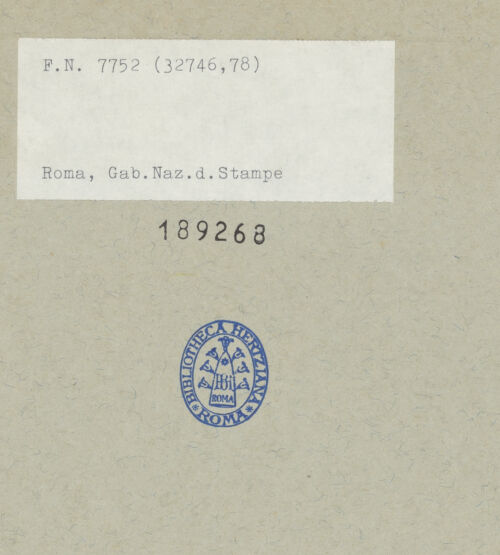 F.N. 7752 (32746,78)
Roma, Gab.Naz.d.Stampe
189268
BIBLIOTHECA HERTZIANA
ROMA
ROMA